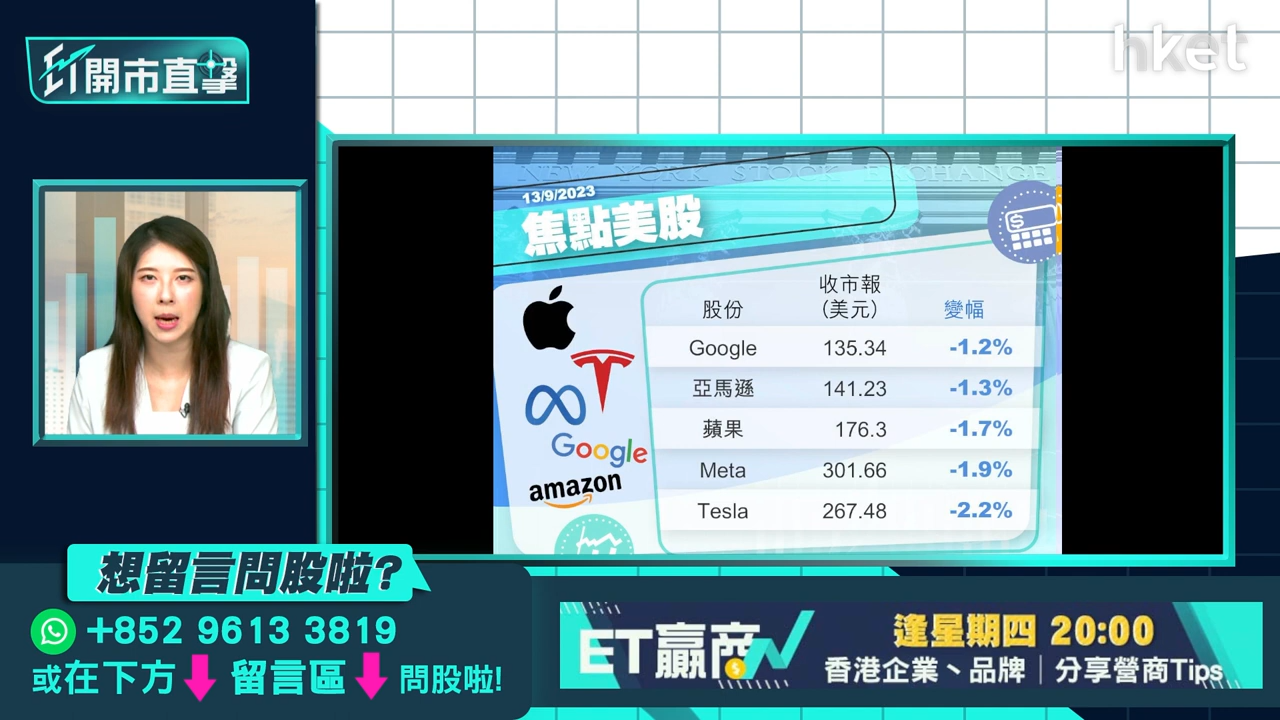 ET開市直擊
hket
NEW YORK STOCK EXCHANGE
13/9/2023
焦點美股
股份 收市報(美元) 變幅
Google 135.34 -1.2%
亞馬遜 141.23 -1.3%
蘋果 176.3 -1.7%
Meta 301.66 -1.9%
Tesla 267.48 -2.2%
Google
amazon
想留言問股啦?
+852 9613 3819
或在下方 留言區 問股啦!
ET贏商
逢星期四 20:00
香港企業、品牌｜分享營商Tips